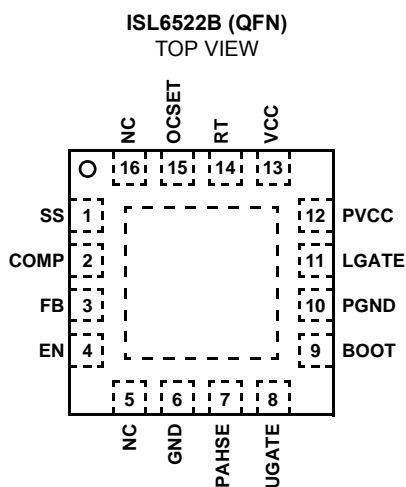 ISL6522B (QFN)
TOP VIEW
NC
OCSET
RT
VCC
16 15 14 13
SS 1
12 PVCC
COMP 2
11 LGATE
FB 3
10 PGND
EN 4
9 BOOT
5 6 7 8
NC
GND
PAHSE
UGATE